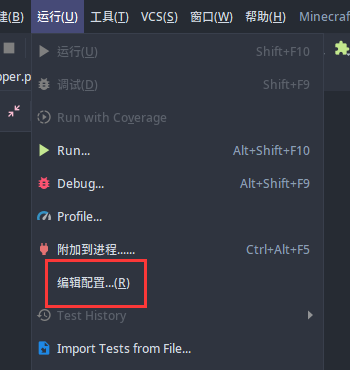 建(B) 运行(U) 工具(T) VCS(S) 窗口(W) 帮助(H) Minecraft
运行(U) Shift+F10
pper.p
调试(D) Shift+F9
Run with Coverage
Run... Alt+Shift+F10
Debug... Alt+Shift+F9
Profile...
附加到进程...... Ctrl+Alt+F5
编辑配置...(R)
Test History
Import Tests from File...